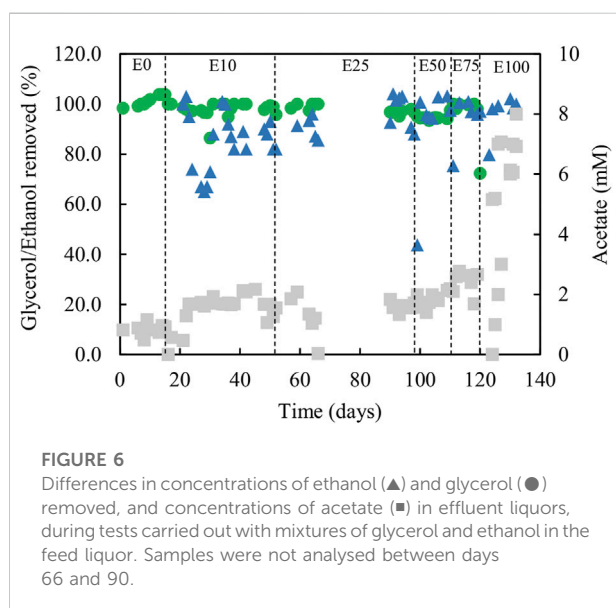 120.0
100.0
80.0
60.0
40.0
20.0
0.0
Glycerol/Ethanol removed (%)
E0 E10 E25 E50 E75 E100
10
8
6
4
2
0
Acetate (mM)
0 20 40 60 80 100 120 140
Time (days)
FIGURE 6
Differences in concentrations of ethanol (▲) and glycerol (●)
removed, and concentrations of acetate (■) in effluent liquors,
during tests carried out with mixtures of glycerol and ethanol in the
feed liquor. Samples were not analysed between days
66 and 90.